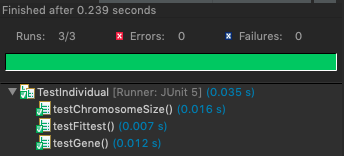 Finished after 0.239 seconds
Runs: 3/3 Errors: 0 Failures: 0
TestIndividual [Runner: JUnit 5] (0.035 s)
testChromosomeSize() (0.016 s)
testFittest() (0.007 s)
testGene() (0.012 s)